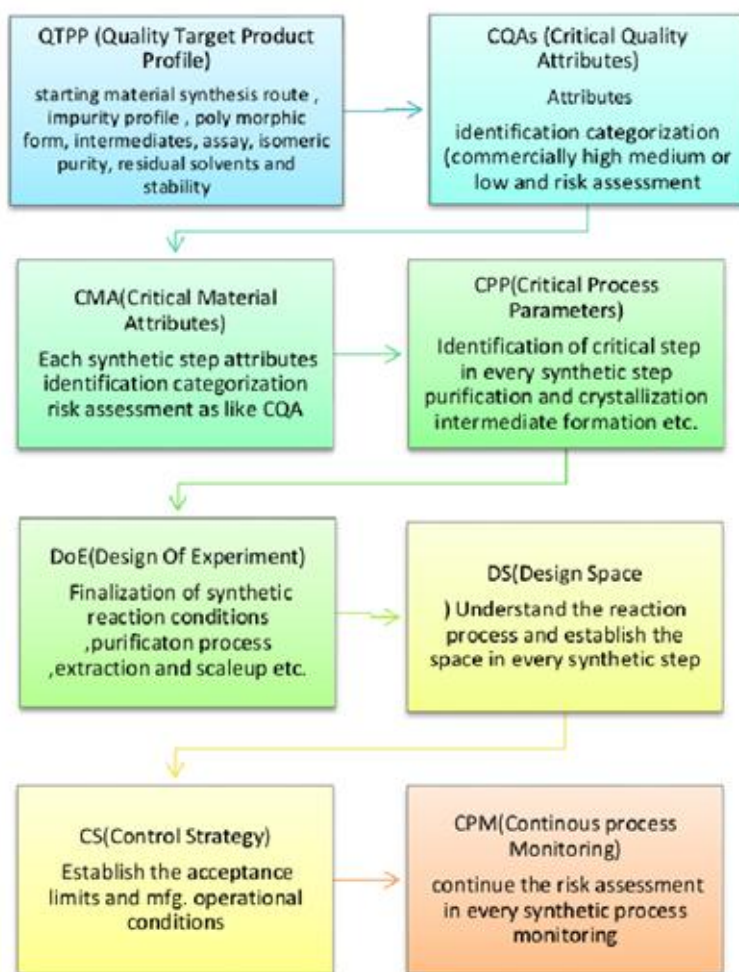 QTPP (Quality Target Product
Profile)
starting material synthesis route ,
impurity profile , poly morphic
form, intermediates, assay, isomeric
purity, residual solvents and
stability
CQAs (Critical Quality
Attributes)
Attributes
identification categorization
(commercially high medium or
low and risk assessment
CMA(Critical Material
Attributes)
Each synthetic step attributes
identification categorization
risk assessment as like CQA
CPP(Critical Process
Parameters)
Identification of critical step
in every synthetic step
purification and crystallization
intermediate formation etc.
DoE(Design Of Experiment)
Finalization of synthetic
reaction conditions
,purificaton process
,extraction and scaleup etc.
DS(Design Space
) Understand the reaction
process and establish the
space in every synthetic step
CS(Control Strategy)
Establish the acceptance
limits and mfg. operational
conditions
CPM(Continous process
Monitoring)
continue the risk assessment
in every synthetic process
monitoring